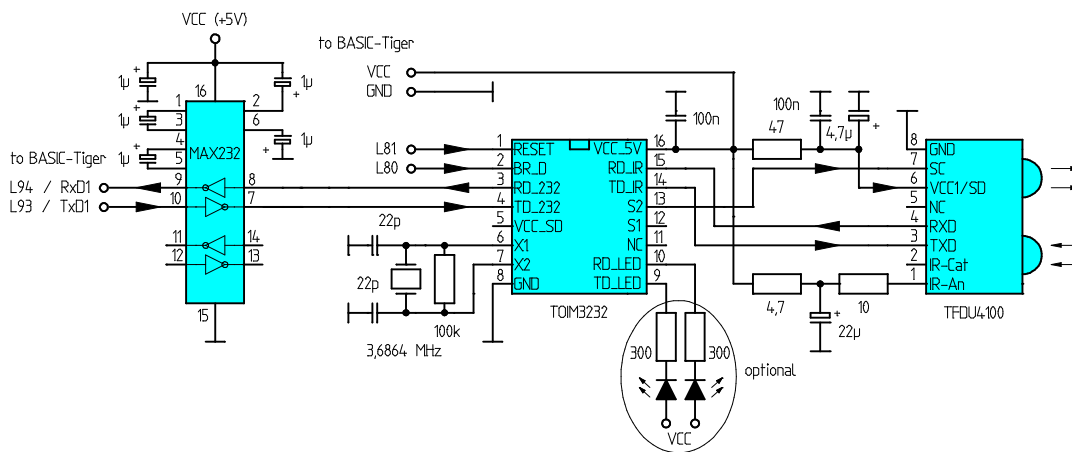 VCC (+5V)
to BASIC-Tiger
VCC
GND
1µ
+
1µ
+
16
1
2
1µ
+
3
6
1µ
+
4
MAX232
to BASIC-Tiger
1µ
+
5
L94 / RxD1
9
8
L93 / TxD1
10
7
11
14
12
13
15
L81
L80
1
RESET
2
BR_D
3
RD_232
4
TD_232
5
VCC_SD
6
X1
7
X2
8
GND
VCC_5V
16
RD_IR
15
TD_IR
14
S2
13
S1
12
NC
11
RD_LED
10
TD_LED
9
TOIM3232
22p
22p
100k
3,6864 MHz
100n
47
100n
4,7µ
+
8
GND
7
SC
6
VCC1/SD
5
NC
4
RXD
3
TXD
2
IR-Cat
1
IR-An
TFDU4100
4,7
10
+
22µ
300
300
optional
VCC